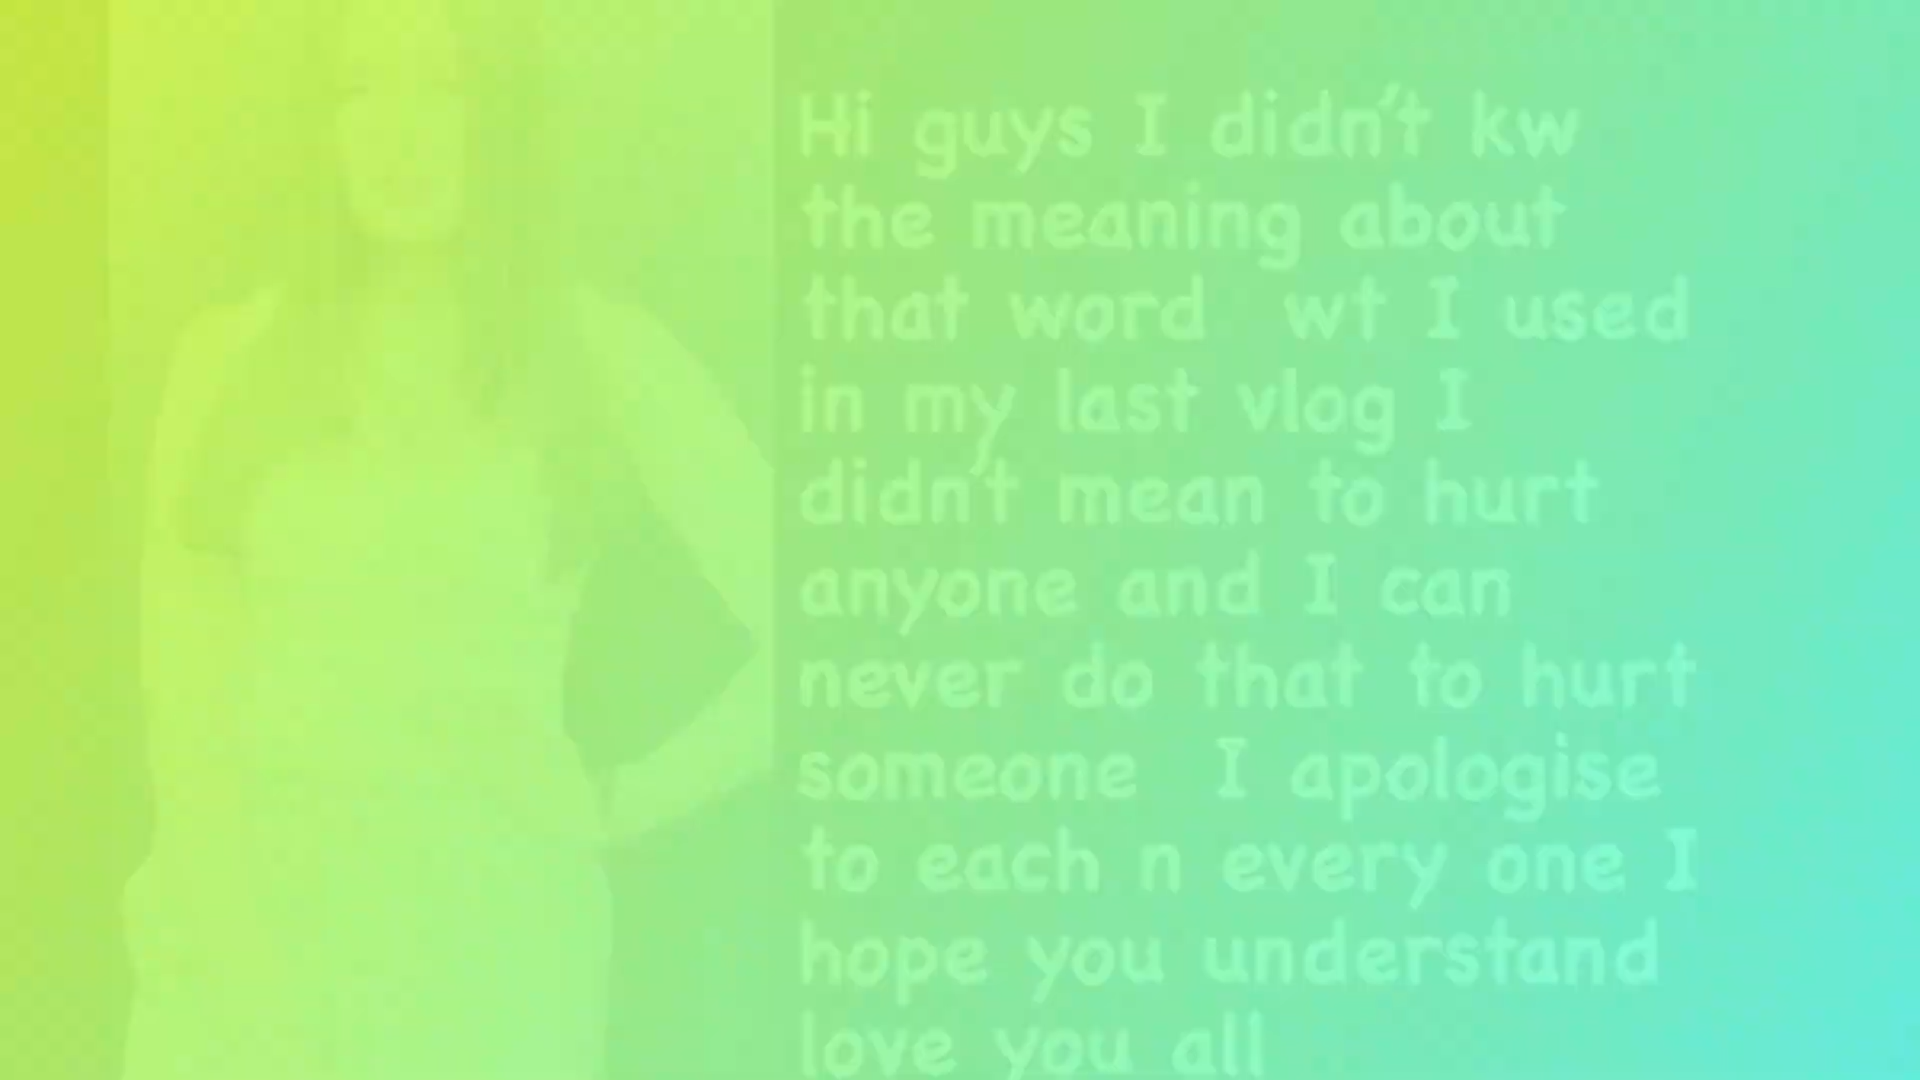 Hi guys I didn't kw
the meaning about
that word wt I used
in my last vlog I
didn't mean to hurt
anyone and I can
never do that to hurt
someone I apologise
to each n every one I
hope you understand
love you all